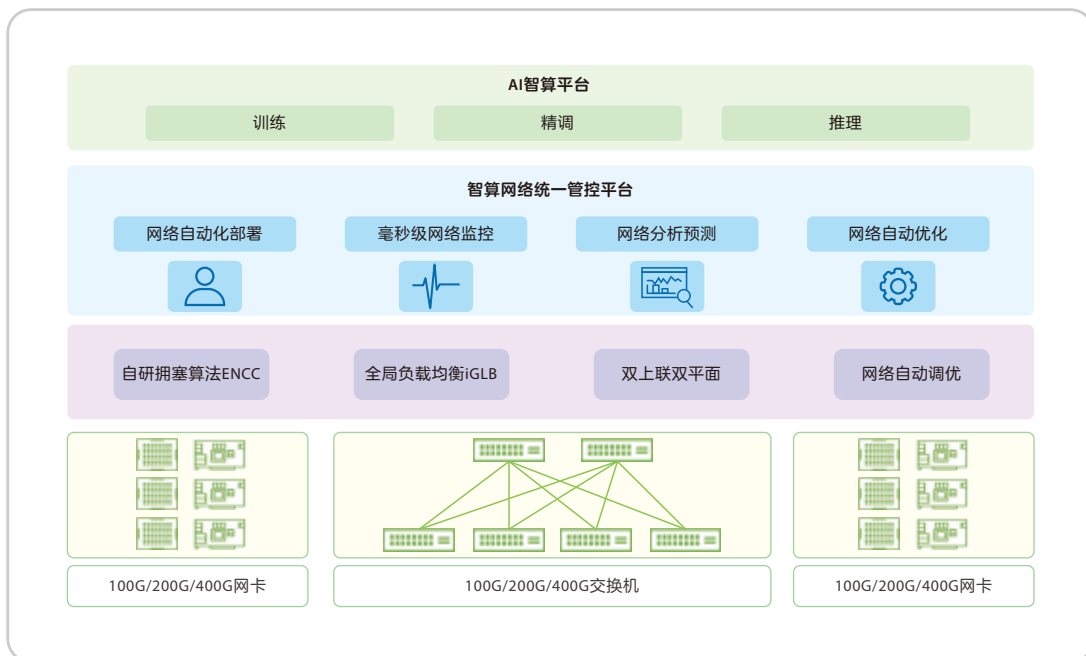 AI智算平台
训练
精调
推理
智算网络统一管控平台
网络自动化部署
毫秒级网络监控
网络分析预测
网络自动优化
自研拥塞算法ENCC
全局负载均衡iGLB
双上联双平面
网络自动调优
100G/200G/400G网卡
100G/200G/400G交换机
100G/200G/400G网卡